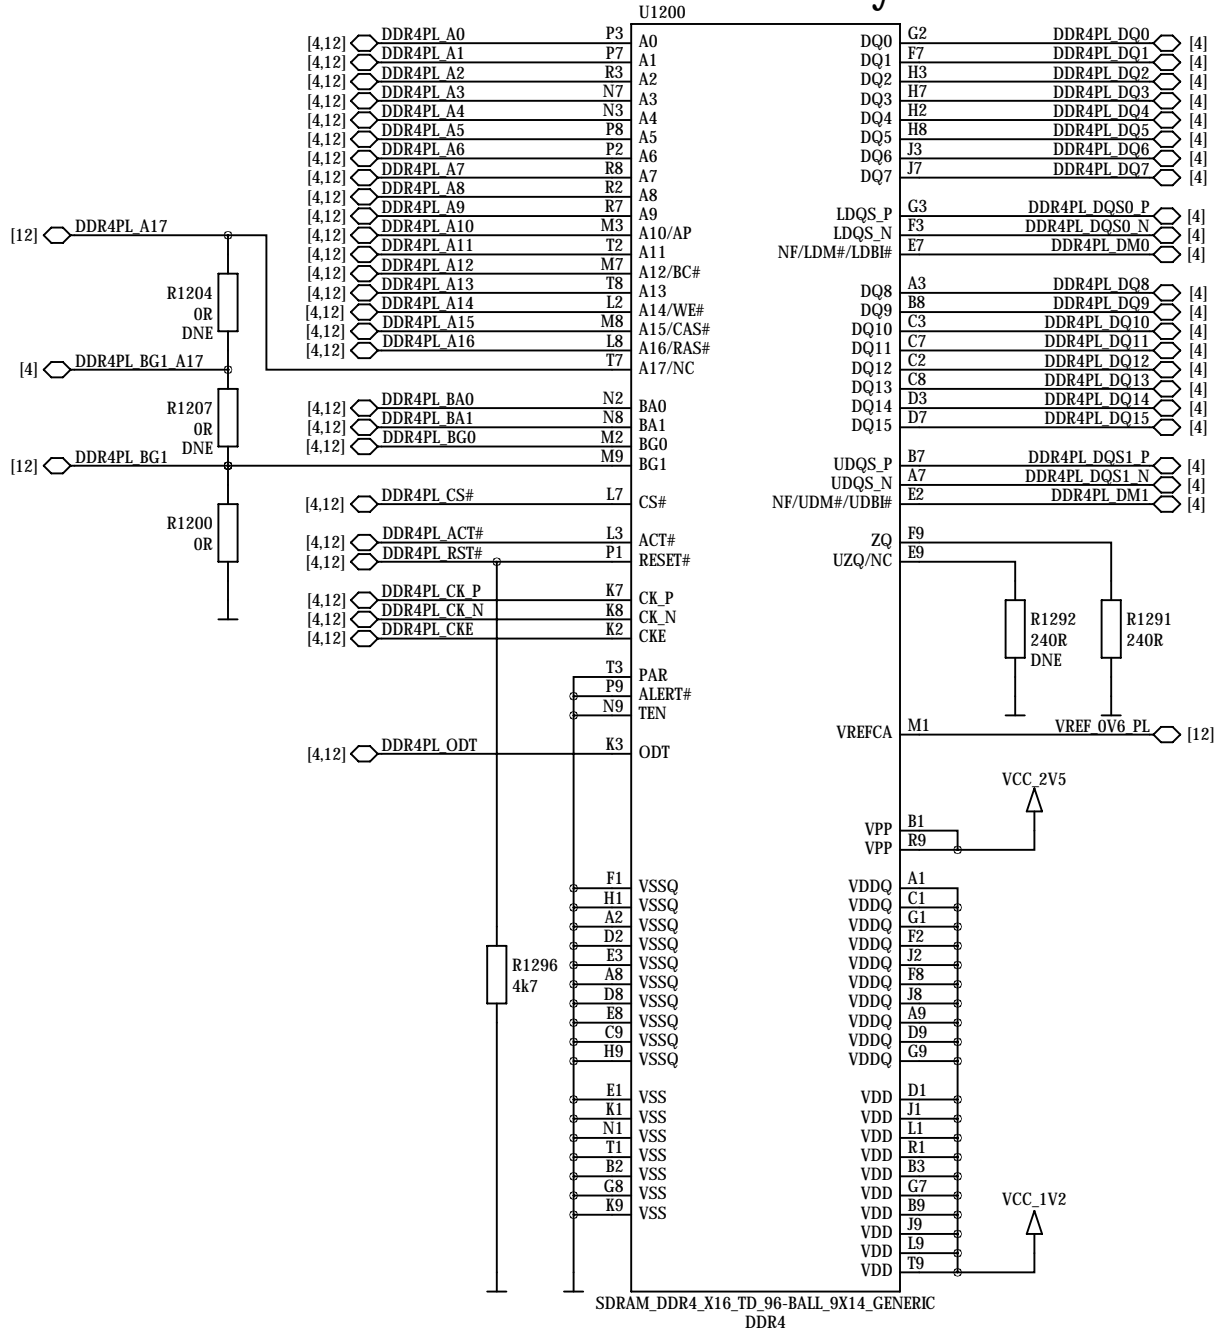 U1200
[4,12] DDR4PL_A0 P3 A0 DQ0 G2 DDR4PL_DQ0 [4]
[4,12] DDR4PL_A1 P7 A1 DQ1 F7 DDR4PL_DQ1 [4]
[4,12] DDR4PL_A2 R3 A2 DQ2 H3 DDR4PL_DQ2 [4]
[4,12] DDR4PL_A3 N7 A3 DQ3 H7 DDR4PL_DQ3 [4]
[4,12] DDR4PL_A4 N3 A4 DQ4 H2 DDR4PL_DQ4 [4]
[4,12] DDR4PL_A5 P8 A5 DQ5 H8 DDR4PL_DQ5 [4]
[4,12] DDR4PL_A6 P2 A6 DQ6 J3 DDR4PL_DQ6 [4]
[4,12] DDR4PL_A7 R8 A7 DQ7 J7 DDR4PL_DQ7 [4]
[4,12] DDR4PL_A8 R2 A8
[4,12] DDR4PL_A9 R7 A9 LDQS_P G3 DDR4PL_DQS0_P [4]
[12] DDR4PL_A17 [4,12] DDR4PL_A10 M3 A10/AP LDQS_N F3 DDR4PL_DQS0_N [4]
[4,12] DDR4PL_A11 T2 A11 NF/LDM#/LDBI# E7 DDR4PL_DM0 [4]
[4,12] DDR4PL_A12 M7 A12/BC#
R1204 [4,12] DDR4PL_A13 T8 A13 DQ8 A3 DDR4PL_DQ8 [4]
0R [4,12] DDR4PL_A14 L2 A14/WE# DQ9 B8 DDR4PL_DQ9 [4]
DNE [4,12] DDR4PL_A15 M8 A15/CAS# DQ10 C3 DDR4PL_DQ10 [4]
[4,12] DDR4PL_A16 L8 A16/RAS# DQ11 C7 DDR4PL_DQ11 [4]
[4] DDR4PL_BG1_A17 T7 A17/NC DQ12 C2 DDR4PL_DQ12 [4]
DQ13 C8 DDR4PL_DQ13 [4]
R1207 [4,12] DDR4PL_BA0 N2 BA0 DQ14 D3 DDR4PL_DQ14 [4]
0R [4,12] DDR4PL_BA1 N8 BA1 DQ15 D7 DDR4PL_DQ15 [4]
DNE [4,12] DDR4PL_BG0 M2 BG0
[12] DDR4PL_BG1 M9 BG1 UDQS_P B7 DDR4PL_DQS1_P [4]
UDQS_N A7 DDR4PL_DQS1_N [4]
[4,12] DDR4PL_CS# L7 CS# NF/UDM#/UDBI# E2 DDR4PL_DM1 [4]
R1200
0R [4,12] DDR4PL_ACT# L3 ACT# ZQ F9
[4,12] DDR4PL_RST# P1 RESET# UZQ/NC E9
[4,12] DDR4PL_CK_P K7 CK_P
[4,12] DDR4PL_CK_N K8 CK_N R1292 R1291
[4,12] DDR4PL_CKE K2 CKE 240R 240R
DNE
T3 PAR
P9 ALERT#
N9 TEN
VREFCA M1 VREF_0V6_PL [12]
[4,12] DDR4PL_ODT K3 ODT
VCC_2V5
VPP B1
VPP R9
F1 VSSQ VDDQ A1
H1 VSSQ VDDQ C1
A2 VSSQ VDDQ G1
D2 VSSQ VDDQ F2
R1296 E3 VSSQ VDDQ J2
4k7 A8 VSSQ VDDQ F8
D8 VSSQ VDDQ J8
E8 VSSQ VDDQ A9
C9 VSSQ VDDQ D9
H9 VSSQ VDDQ G9
E1 VSS VDD D1
K1 VSS VDD J1
N1 VSS VDD L1
T1 VSS VDD R1
B2 VSS VDD B3
G8 VSS VDD G7
K9 VSS VDD B9 VCC_1V2
VDD J9
VDD L9
VDD T9
SDRAM_DDR4_X16_TD_96-BALL_9X14_GENERIC
DDR4